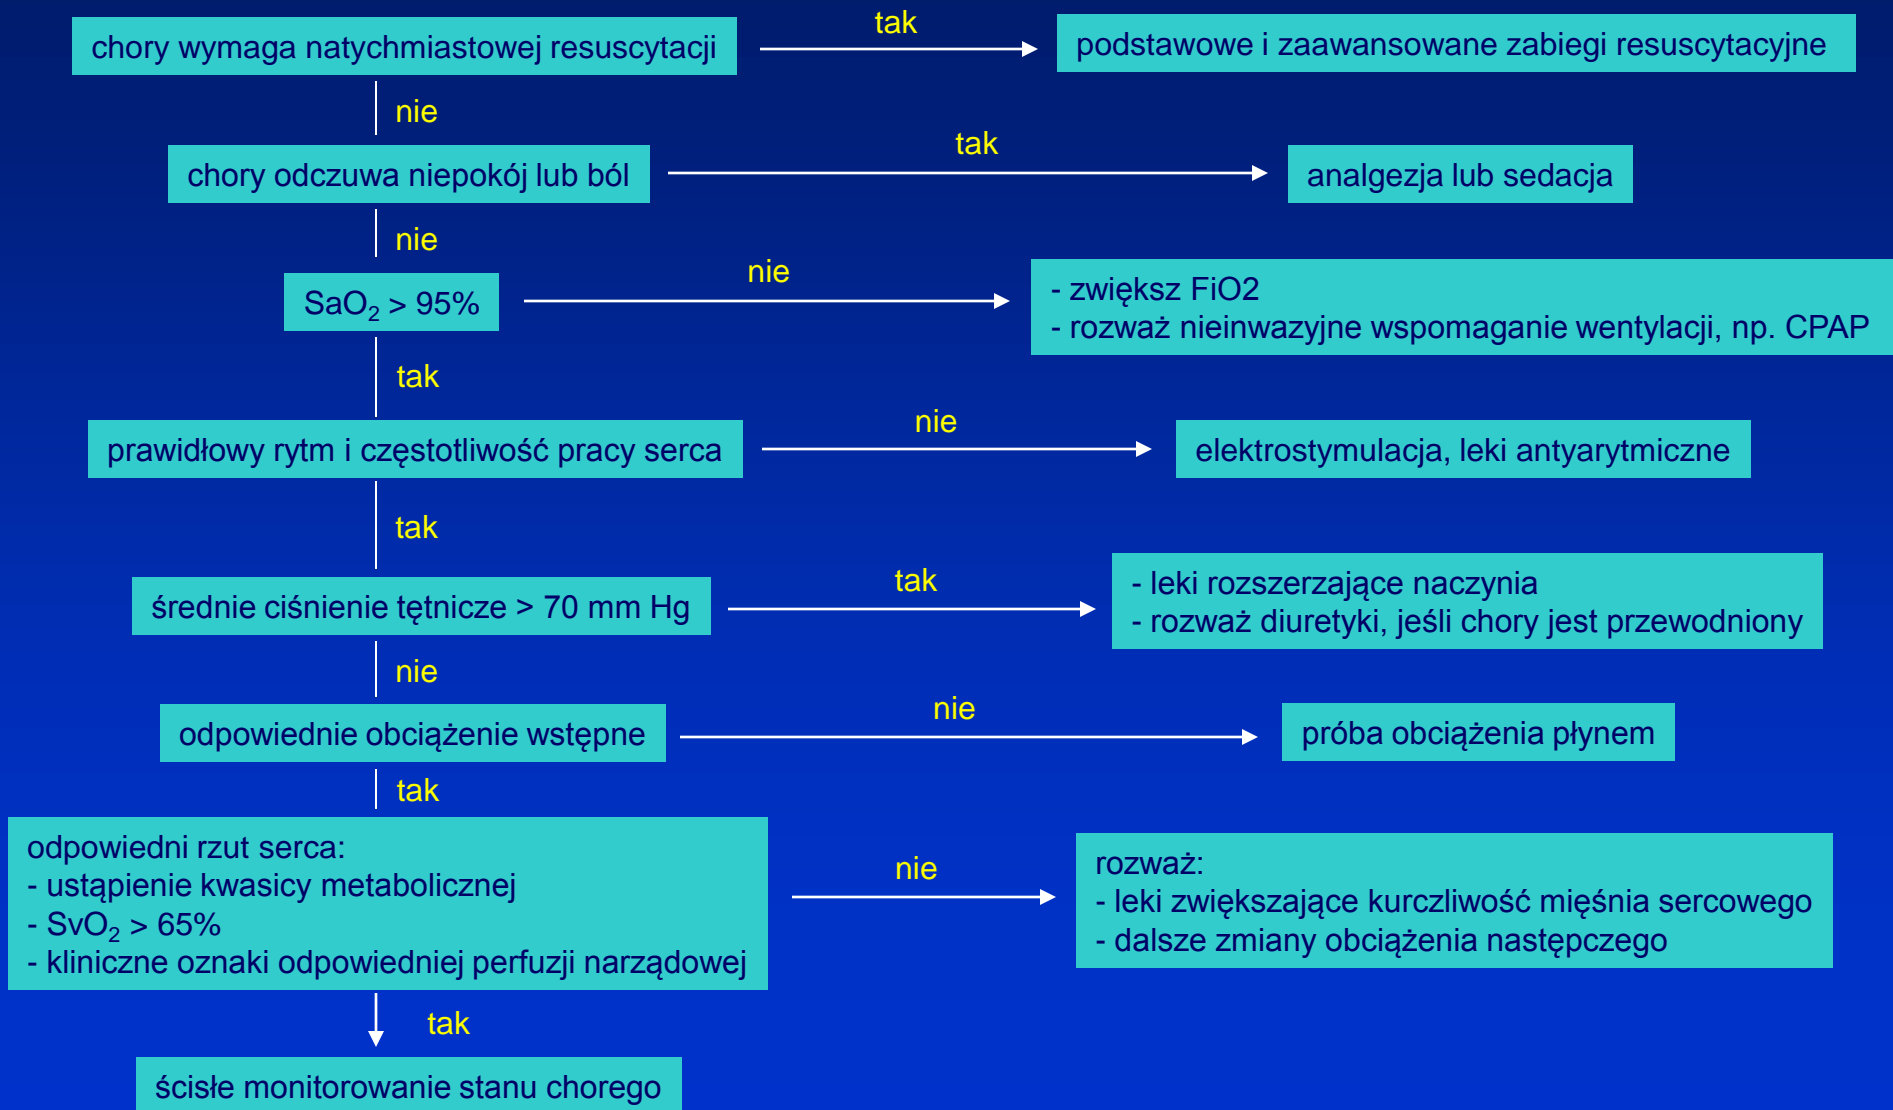 chory wymaga natychmiastowej resuscytacji
tak
podstawowe i zaawansowane zabiegi resuscytacyjne
nie
chory odczuwa niepokój lub ból
tak
analgezja lub sedacja
nie
SaO₂ > 95%
nie
- zwiększ FiO2
- rozważ nieinwazyjne wspomaganie wentylacji, np. CPAP
tak
prawidłowy rytm i częstotliwość pracy serca
nie
elektrostymulacja, leki antyarytmiczne
tak
średnie ciśnienie tętnicze > 70 mm Hg
tak
- leki rozszerzające naczynia
- rozważ diuretyki, jeśli chory jest przewodniony
nie
odpowiednie obciążenie wstępne
nie
próba obciążenia płynem
tak
odpowiedni rzut serca:
- ustąpienie kwasicy metabolicznej
- SvO₂ > 65%
- kliniczne oznaki odpowiedniej perfuzji narządowej
nie
rozważ:
- leki zwiększające kurczliwość mięśnia sercowego
- dalsze zmiany obciążenia następczego
tak
ścisłe monitorowanie stanu chorego